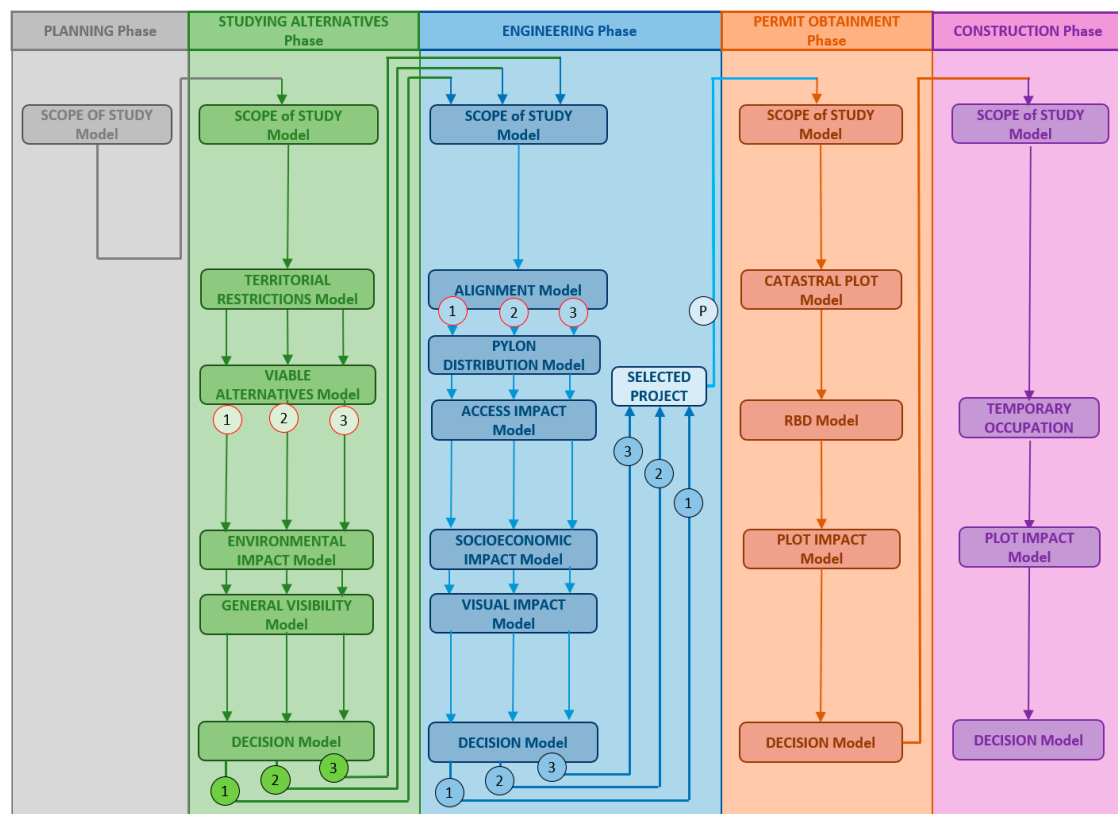 PLANNING Phase
STUDYING ALTERNATIVES
Phase
ENGINEERING Phase
PERMIT OBTAINMENT
Phase
CONSTRUCTION Phase
SCOPE OF STUDY
Model
SCOPE of STUDY
Model
TERRITORIAL
RESTRICTIONS Model
VIABLE
ALTERNATIVES Model
1
2
3
ENVIRONMENTAL
IMPACT Model
GENERAL VISIBILITY
Model
DECISION Model
1
2
3
SCOPE of STUDY
Model
ALIGNMENT Model
1
2
3
PYLON
DISTRIBUTION Model
ACCESS IMPACT
Model
SOCIOECONOMIC
IMPACT Model
VISUAL IMPACT
Model
DECISION Model
1
2
3
SELECTED
PROJECT
3
2
1
P
SCOPE of STUDY
Model
CATASTRAL PLOT
Model
RBD Model
PLOT IMPACT
Model
DECISION Model
SCOPE of STUDY
Model
TEMPORARY
OCCUPATION
PLOT IMPACT
Model
DECISION Model